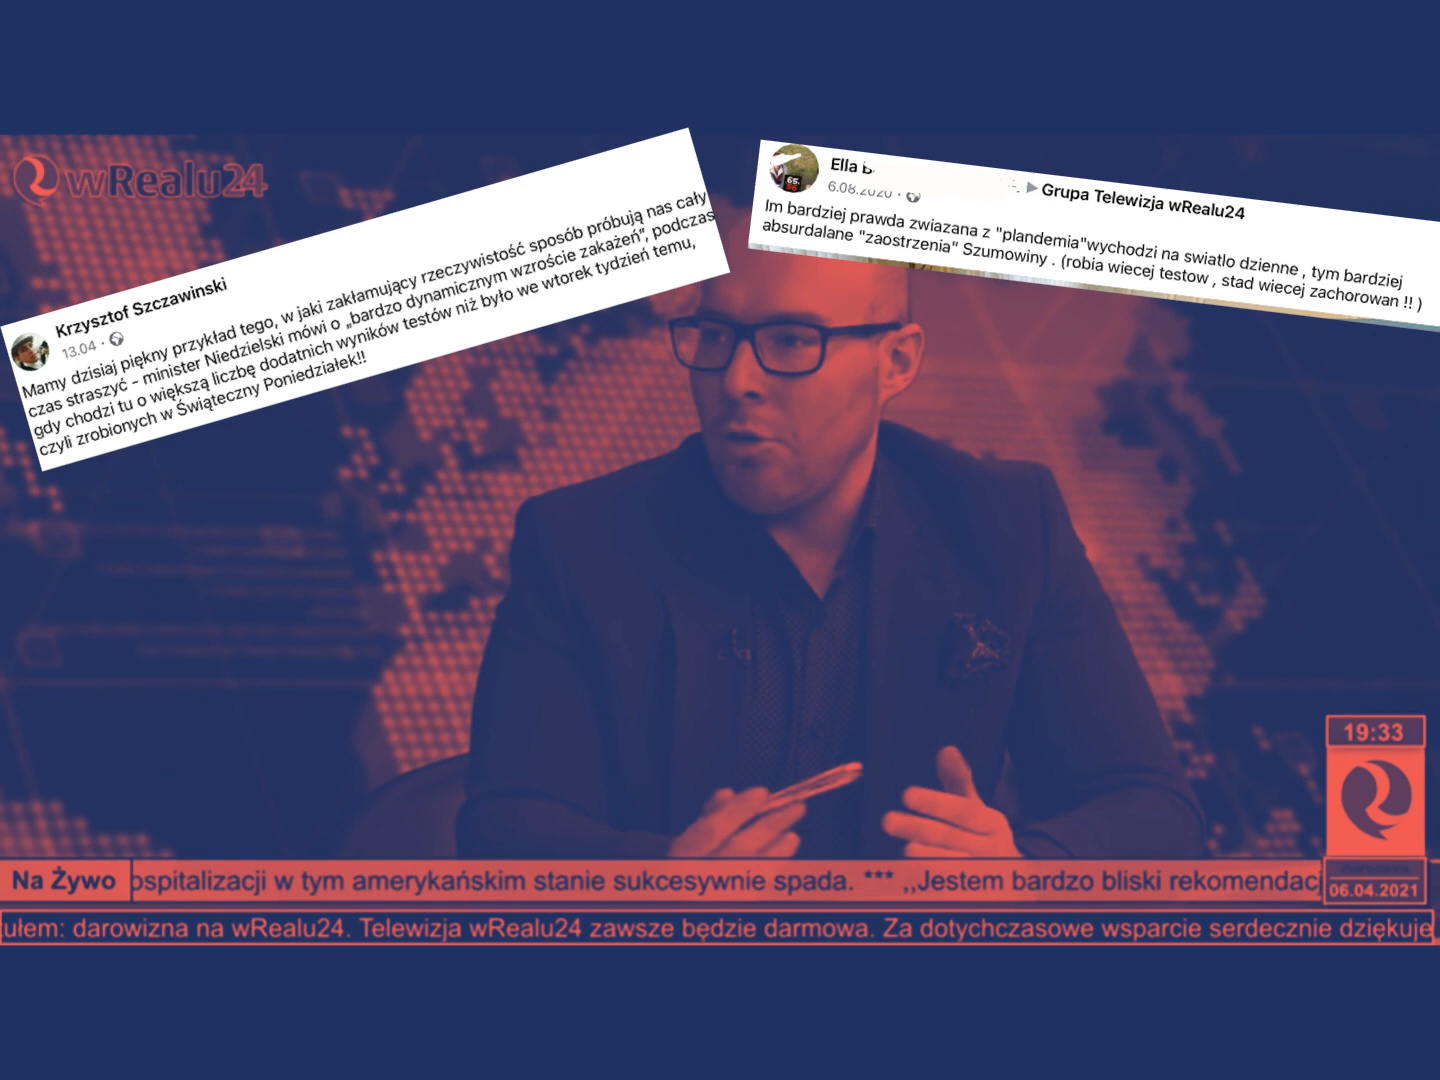 wRealu24
Krzysztof Szczawinski
13.04
Mamy dzisiaj piękny przykład tego, w jaki zakłamujący rzeczywistość sposób próbują nas cały
czas straszyć - minister Niedzielski mówi o „bardzo dynamicznym wzroście zakażeń", podczas
gdy chodzi tu o większą liczbę dodatnich wyników testów niż było we wtorek tydzień temu,
czyli zrobionych w Świąteczny Poniedziałek!!
Ella B.
Grupa Telewizja wRealu24
6.08.2020
Im bardziej prawda zwiazana z "plandemia"wychodzi na swiatlo dzienne , tym bardziej
absurdalane "zaostrzenia" Szumowiny . (robia wiecej testow , stad wiecej zachorowan !! )
19:33
Na Żywo
ospitalizacji w tym amerykańskim stanie sukcesywnie spada. *** ,,Jestem bardzo bliski rekomendacj
06.04.2021
ułem: darowizna na wRealu24. Telewizja wRealu24 zawsze będzie darmowa. Za dotychczasowe wsparcie serdecznie dziękuje